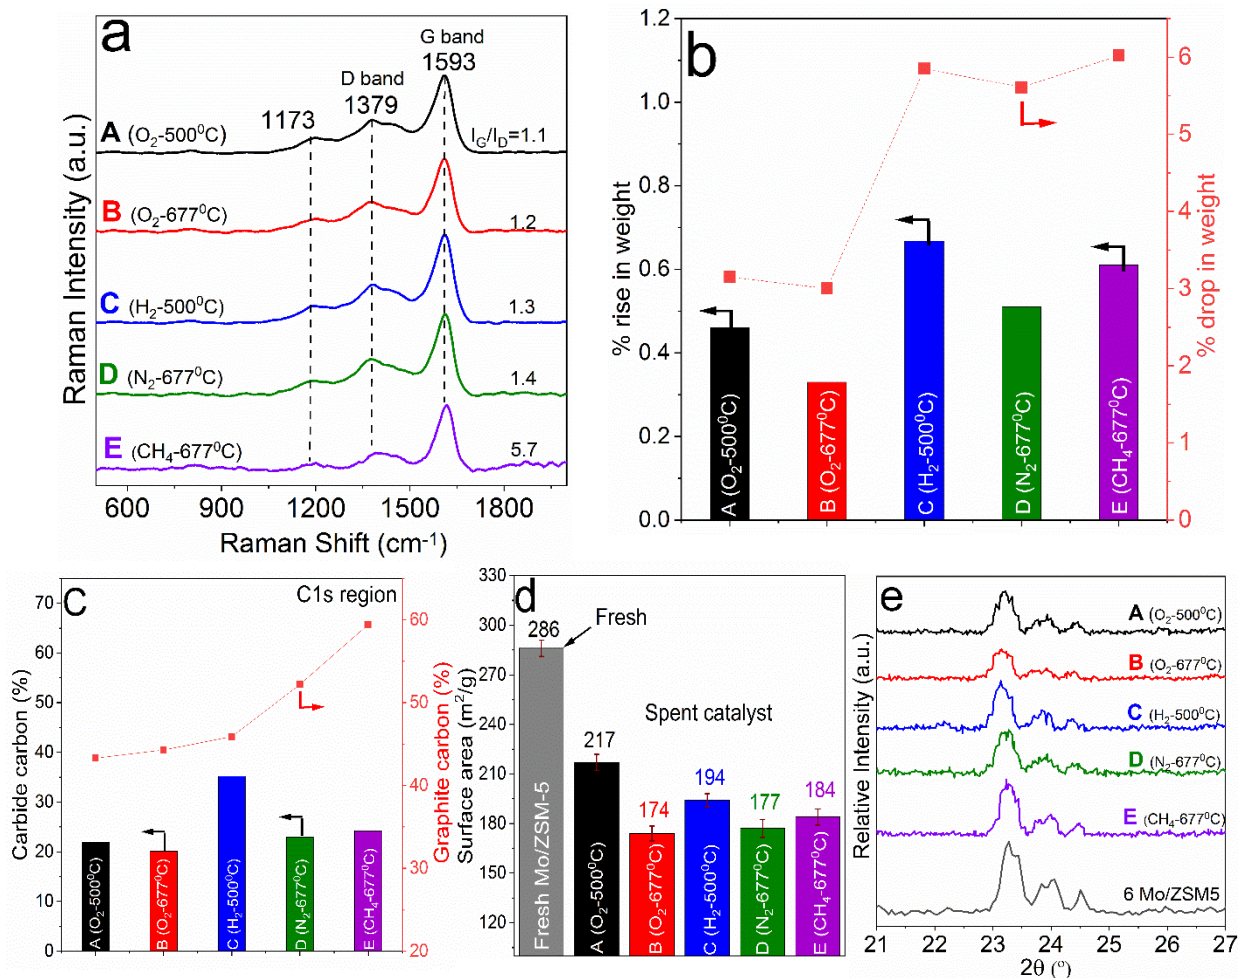 a
G band
1593
D band
1379
1173
A (O₂-500⁰C)
I_G/I_D=1.1
B (O₂-677⁰C)
1.2
C (H₂-500⁰C)
1.3
D (N₂-677⁰C)
1.4
E (CH₄-677⁰C)
5.7
Raman Intensity (a.u.)
600 900 1200 1500 1800
Raman Shift (cm⁻¹)
b
1.2
1.0
0.8
0.6
0.4
0.2
0.0
% rise in weight
A (O₂-500⁰C)
B (O₂-677⁰C)
C (H₂-500⁰C)
D (N₂-677⁰C)
E (CH₄-677⁰C)
6
5
4
3
2
1
0
% drop in weight
c
C1s region
70
60
50
40
30
20
10
0
Carbide carbon (%)
A (O₂-500⁰C)
B (O₂-677⁰C)
C (H₂-500⁰C)
D (N₂-677⁰C)
E (CH₄-677⁰C)
60
50
40
30
20
Graphite carbon (%)
d
330
300
270
240
210
180
150
120
Surface area (m²/g)
286
Fresh
Spent catalyst
217
174
194
177
184
Fresh Mo/ZSM-5
A (O₂-500⁰C)
B (O₂-677⁰C)
C (H₂-500⁰C)
D (N₂-677⁰C)
E (CH₄-677⁰C)
e
A (O₂-500⁰C)
B (O₂-677⁰C)
C (H₂-500⁰C)
D (N₂-677⁰C)
E (CH₄-677⁰C)
6 Mo/ZSM5
Relative Intensity (a.u.)
21 22 23 24 25 26 27
2θ (°)